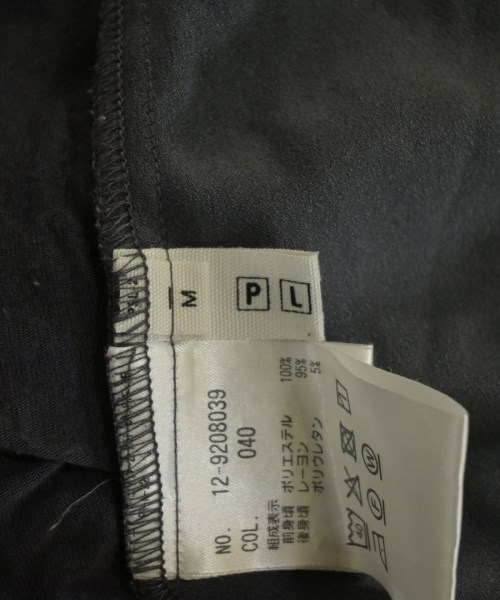 M
P L
NO. 12-9208039
COL. 040
組成表示
前身頃 ポリエステル 100%
後身頃 レーヨン 95%
ポリウレタン 5%
40
W